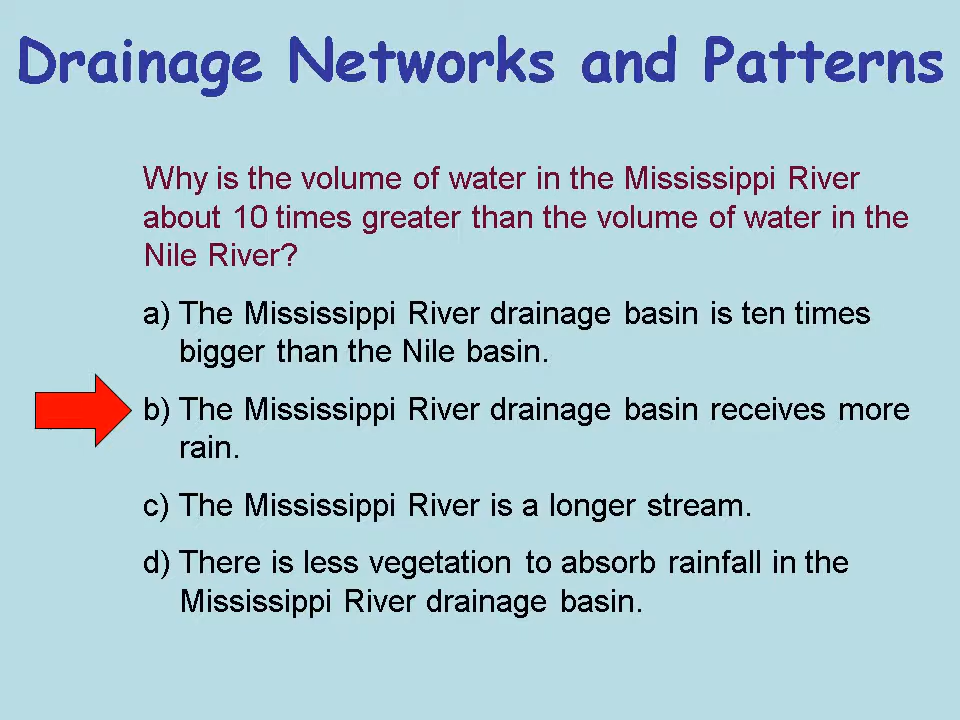 Drainage Networks and Patterns
Why is the volume of water in the Mississippi River
about 10 times greater than the volume of water in the
Nile River?
a) The Mississippi River drainage basin is ten times
bigger than the Nile basin.
b) The Mississippi River drainage basin receives more
rain.
c) The Mississippi River is a longer stream.
d) There is less vegetation to absorb rainfall in the
Mississippi River drainage basin.